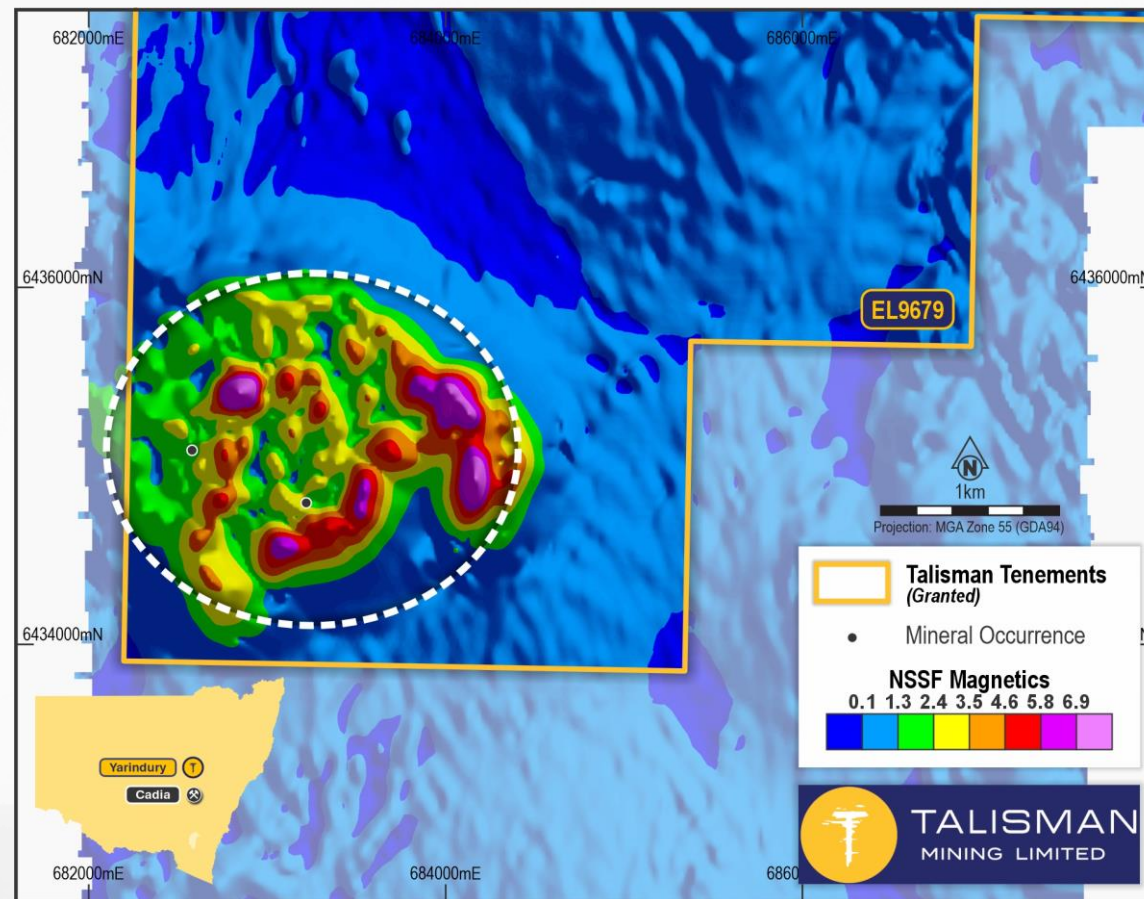 682000mE
684000mE
686000mE
6436000mN
6436000mN
EL9679
N
1km
Projection: MGA Zone 55 (GDA94)
6434000mN
Talisman Tenements
(Granted)
Mineral Occurrence
NSSF Magnetics
0.1 1.3 2.4 3.5 4.6 5.8 6.9
Yarindury
T
Cadia
TALISMAN
MINING LIMITED
682000mE
684000mE